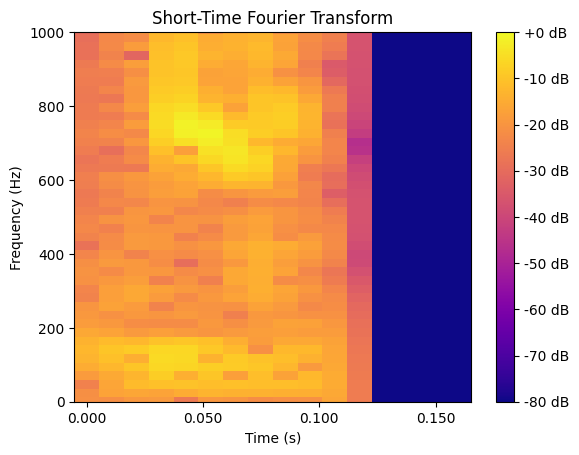 Short-Time Fourier Transform
1000
800
600
400
200
0
Frequency (Hz)
0.000
0.050
0.100
0.150
Time (s)
+0 dB
-10 dB
-20 dB
-30 dB
-40 dB
-50 dB
-60 dB
-70 dB
-80 dB